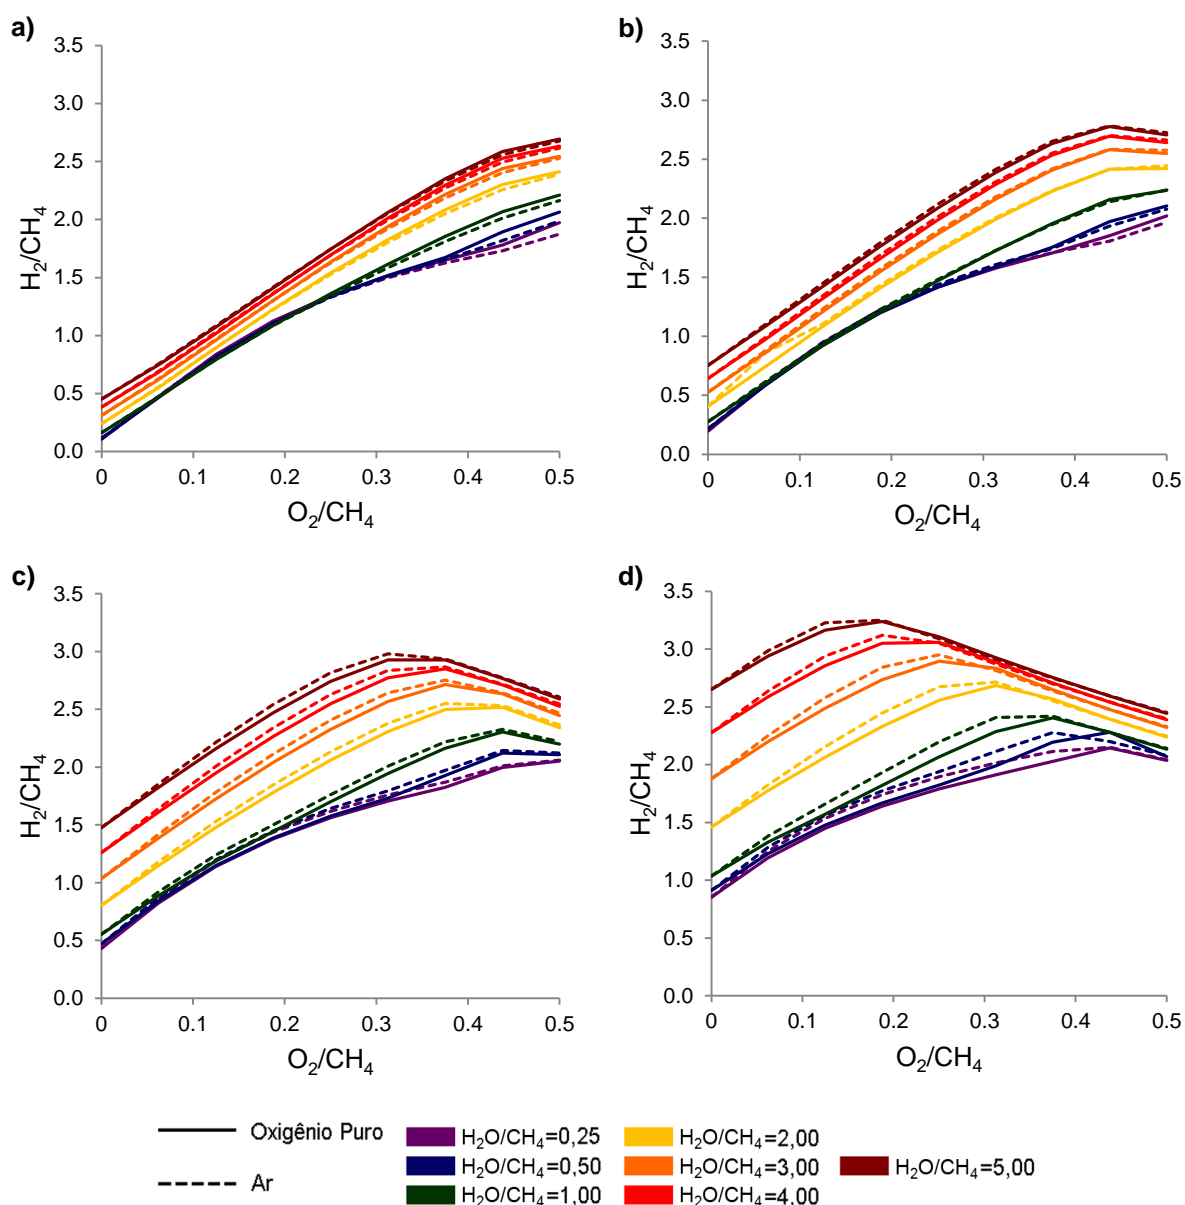 a)
3.5
3.0
2.5
2.0
1.5
1.0
0.5
0.0
H₂/CH₄
0 0.1 0.2 0.3 0.4 0.5
O₂/CH₄
b)
3.5
3.0
2.5
2.0
1.5
1.0
0.5
0.0
H₂/CH₄
0 0.1 0.2 0.3 0.4 0.5
O₂/CH₄
c)
3.5
3.0
2.5
2.0
1.5
1.0
0.5
0.0
H₂/CH₄
0 0.1 0.2 0.3 0.4 0.5
O₂/CH₄
d)
3.5
3.0
2.5
2.0
1.5
1.0
0.5
0.0
H₂/CH₄
0 0.1 0.2 0.3 0.4 0.5
O₂/CH₄
Oxigênio Puro
Ar
H₂O/CH₄=0,25
H₂O/CH₄=0,50
H₂O/CH₄=1,00
H₂O/CH₄=2,00
H₂O/CH₄=3,00
H₂O/CH₄=4,00
H₂O/CH₄=5,00